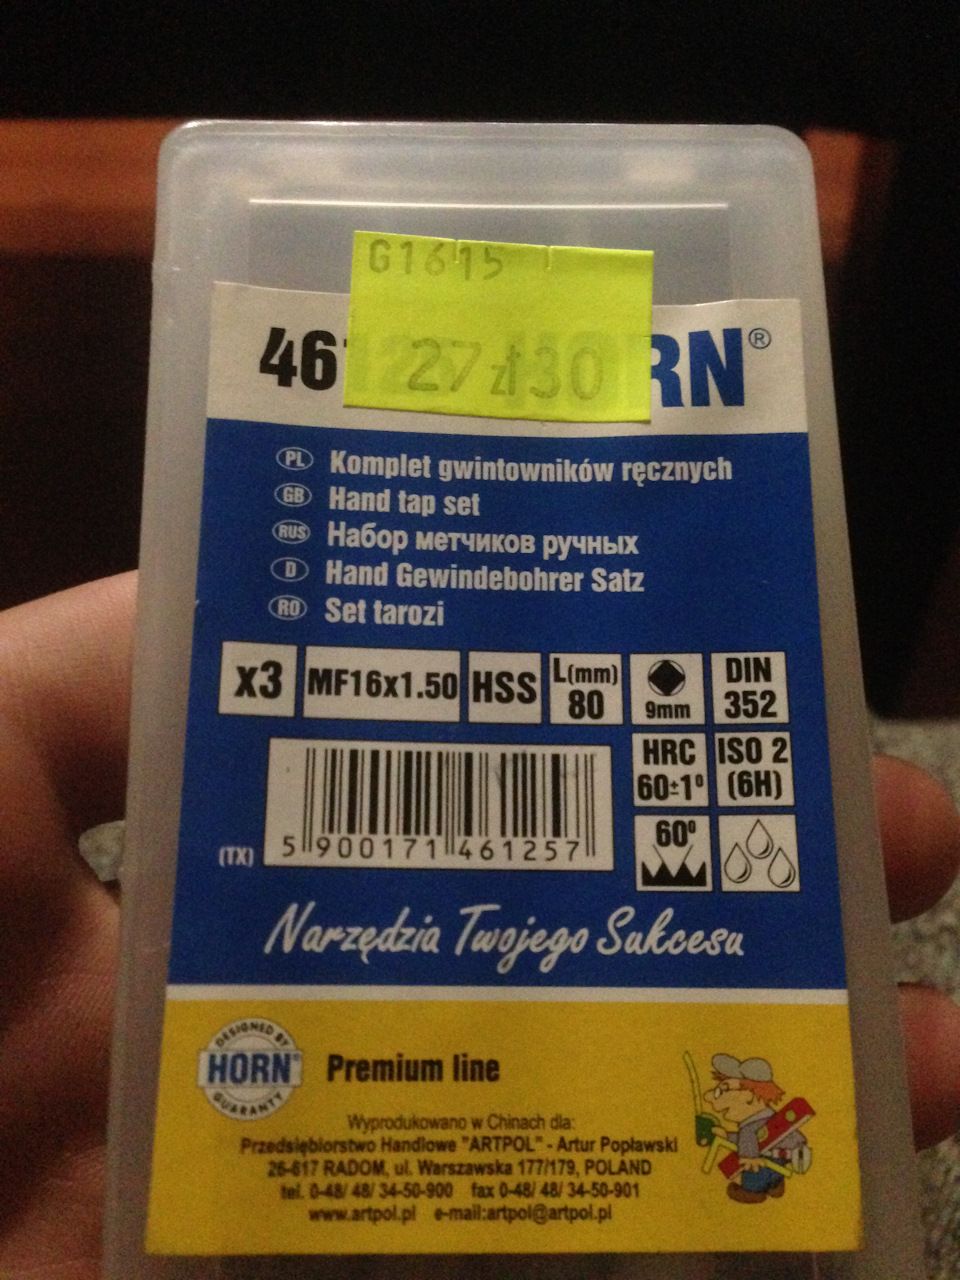 G1615
27 zł 30
46 RN®
PL Komplet gwintowników ręcznych
GB Hand tap set
RUS Набор метчиков ручных
D Hand Gewindebohrer Satz
RO Set tarozi
x3 MF16x1.50 HSS L(mm) 80 9mm DIN 352
HRC 60±1° ISO 2 (6H)
60°
5 900171 461257
(TX)
Narzędzia Twojego Sukcesu
DESIGNED BY
HORN®
GUARANTY
Premium line
Wyprodukowano w Chinach dla:
Przedsiębiorstwo Handlowe "ARTPOL" - Artur Popławski
26-617 RADOM, ul. Warszawska 177/179, POLAND
tel. 0-48/ 48/ 34-50-900 fax 0-48/ 48/ 34-50-901
www.artpol.pl e-mail:artpol@artpol.pl